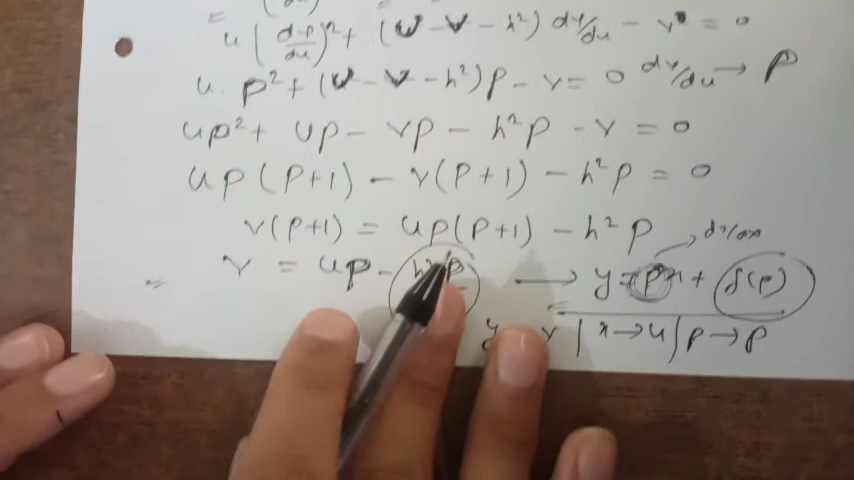 u (dp/du)² + (u - v - h²) dv/du - v = 0
u. p² + (u - v - h²)p - v = 0 dv/du → p
up² + up - vp - h²p - v = 0
up (p+1) - v(p+1) - h²p = 0
v(p+1) = up(p+1) - h²p
v = up - h²p → y = px + f(p)
y v | x → u | p → p